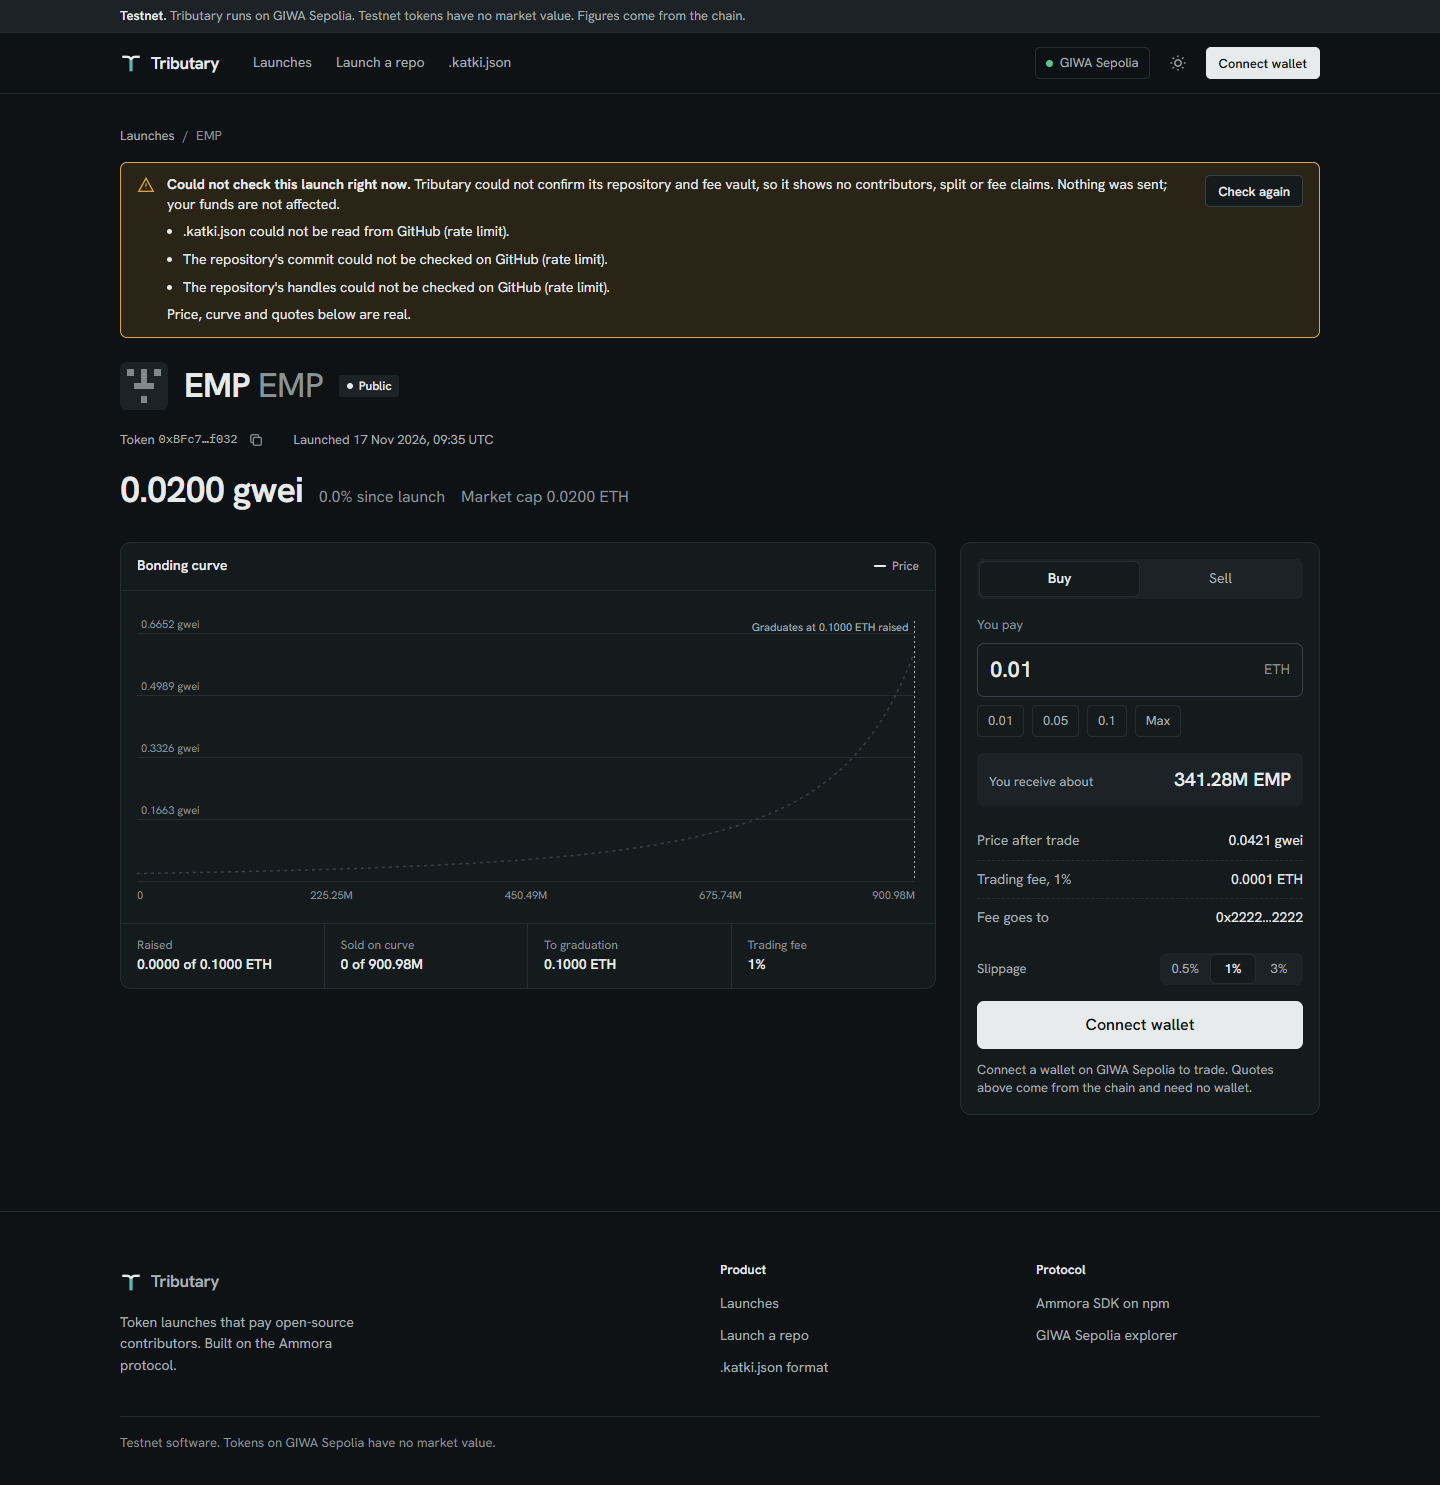 Testnet. Tributary runs on GIWA Sepolia. Testnet tokens have no market value. Figures come from the chain.
Tributary
Launches
Launch a repo
.katki.json
GIWA Sepolia
Connect wallet
Launches / EMP
Could not check this launch right now. Tributary could not confirm its repository and fee vault, so it shows no contributors, split or fee claims. Nothing was sent;
your funds are not affected.
Check again
• .katki.json could not be read from GitHub (rate limit).
• The repository's commit could not be checked on GitHub (rate limit).
• The repository's handles could not be checked on GitHub (rate limit).
Price, curve and quotes below are real.
EMP EMP
Public
Token 0xBFc7…f032
Launched 17 Nov 2026, 09:35 UTC
0.0200 gwei
0.0% since launch
Market cap 0.0200 ETH
Bonding curve
Price
0.6652 gwei
Graduates at 0.1000 ETH raised
0.4989 gwei
0.3326 gwei
0.1663 gwei
0
225.25M
450.49M
675.74M
900.98M
Raised
0.0000 of 0.1000 ETH
Sold on curve
0 of 900.98M
To graduation
0.1000 ETH
Trading fee
1%
Buy
Sell
You pay
0.01
ETH
0.01
0.05
0.1
Max
You receive about
341.28M EMP
Price after trade
0.0421 gwei
Trading fee, 1%
0.0001 ETH
Fee goes to
0x2222…2222
Slippage
0.5%
1%
3%
Connect wallet
Connect a wallet on GIWA Sepolia to trade. Quotes
above come from the chain and need no wallet.
Tributary
Token launches that pay open-source
contributors. Built on the Ammora
protocol.
Product
Launches
Launch a repo
.katki.json format
Protocol
Ammora SDK on npm
GIWA Sepolia explorer
Testnet software. Tokens on GIWA Sepolia have no market value.